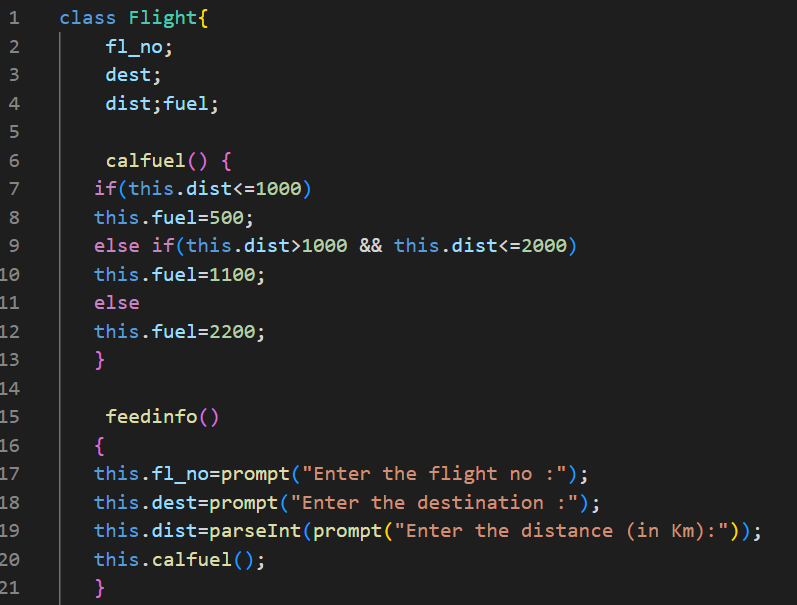 1 class Flight{
2 fl_no;
3 dest;
4 dist;fuel;
5
6 calfuel() {
7 if(this.dist<=1000)
8 this.fuel=500;
9 else if(this.dist>1000 && this.dist<=2000)
10 this.fuel=1100;
11 else
12 this.fuel=2200;
13 }
14
15 feedinfo()
16 {
17 this.fl_no=prompt("Enter the flight no :");
18 this.dest=prompt("Enter the destination :");
19 this.dist=parseInt(prompt("Enter the distance (in Km):"));
20 this.calfuel();
21 }